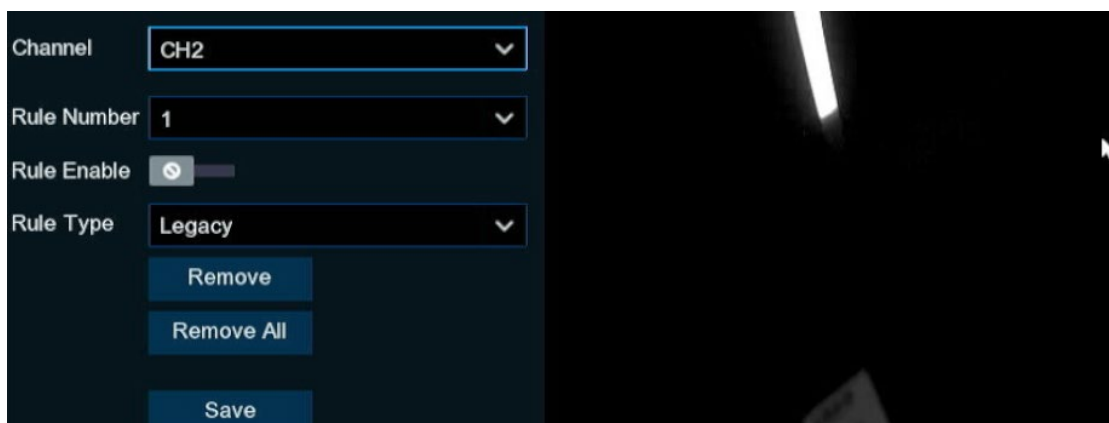 Channel CH2
Rule Number 1
Rule Enable
Rule Type Legacy
Remove
Remove All
Save